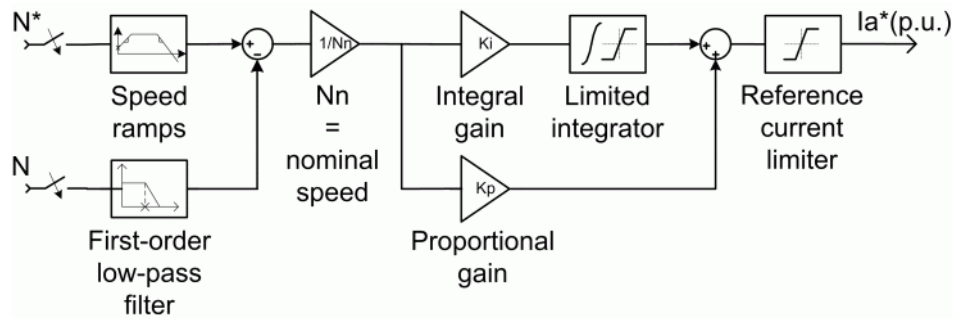 N*
Ia*(p.u.)
+
-
1/Nn
Ki
+
+
Speed
ramps
Nn
=
nominal
speed
Integral
gain
Limited
integrator
Reference
current
limiter
N
Kp
First-order
low-pass
filter
Proportional
gain